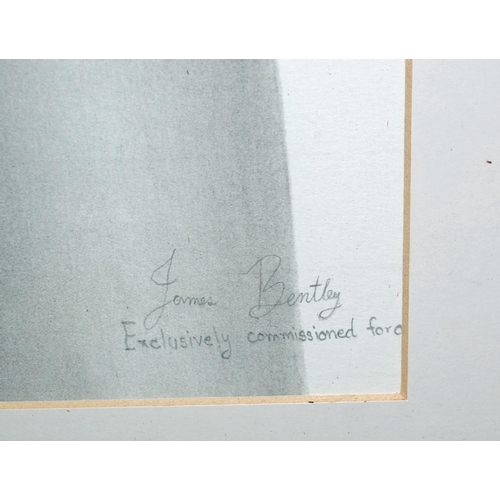 James Bentley
Exclusively commissioned for